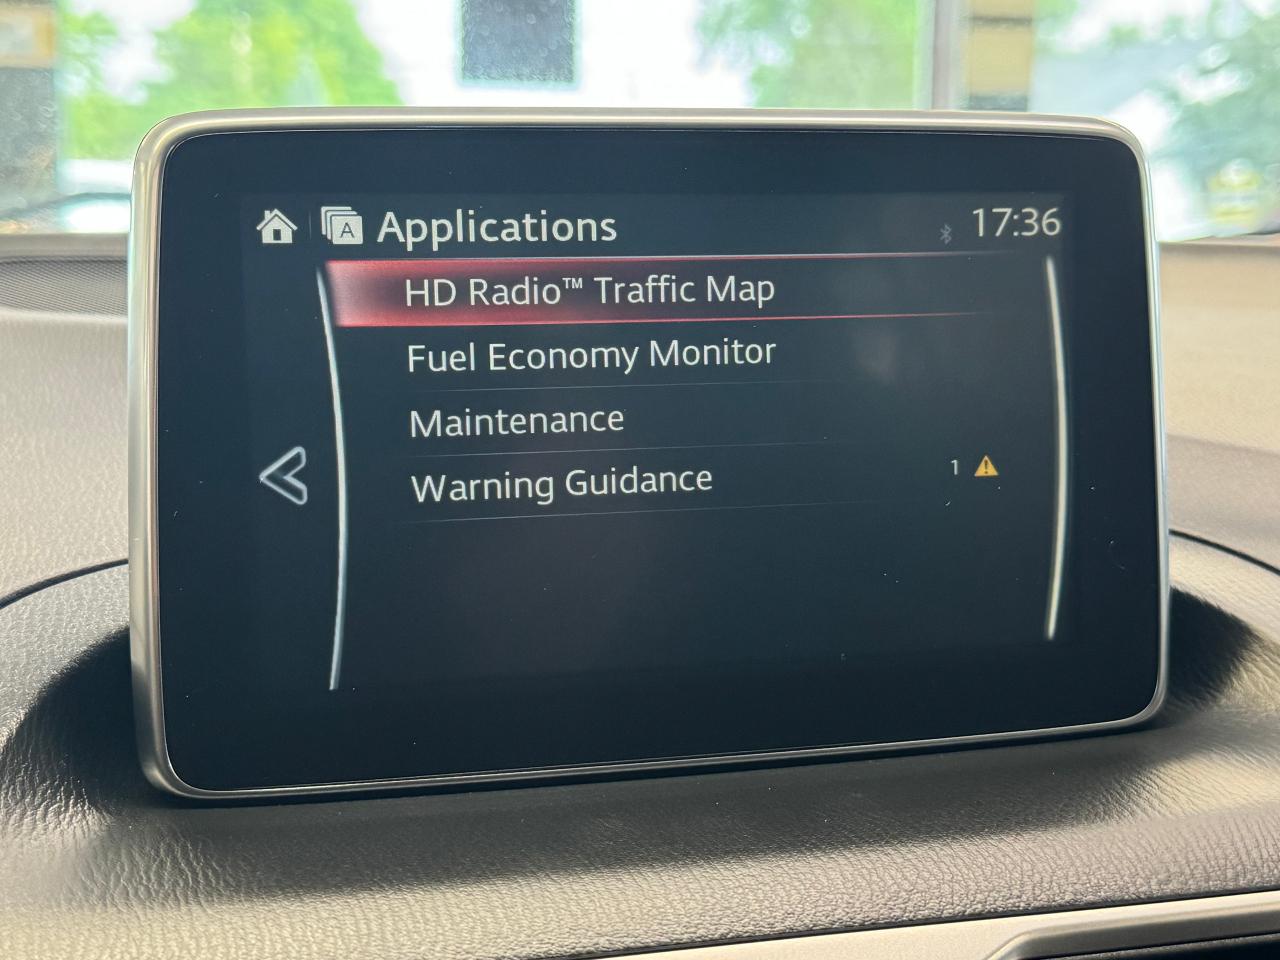 A Applications 17:36
HD Radio™ Traffic Map
Fuel Economy Monitor
Maintenance
Warning Guidance 1